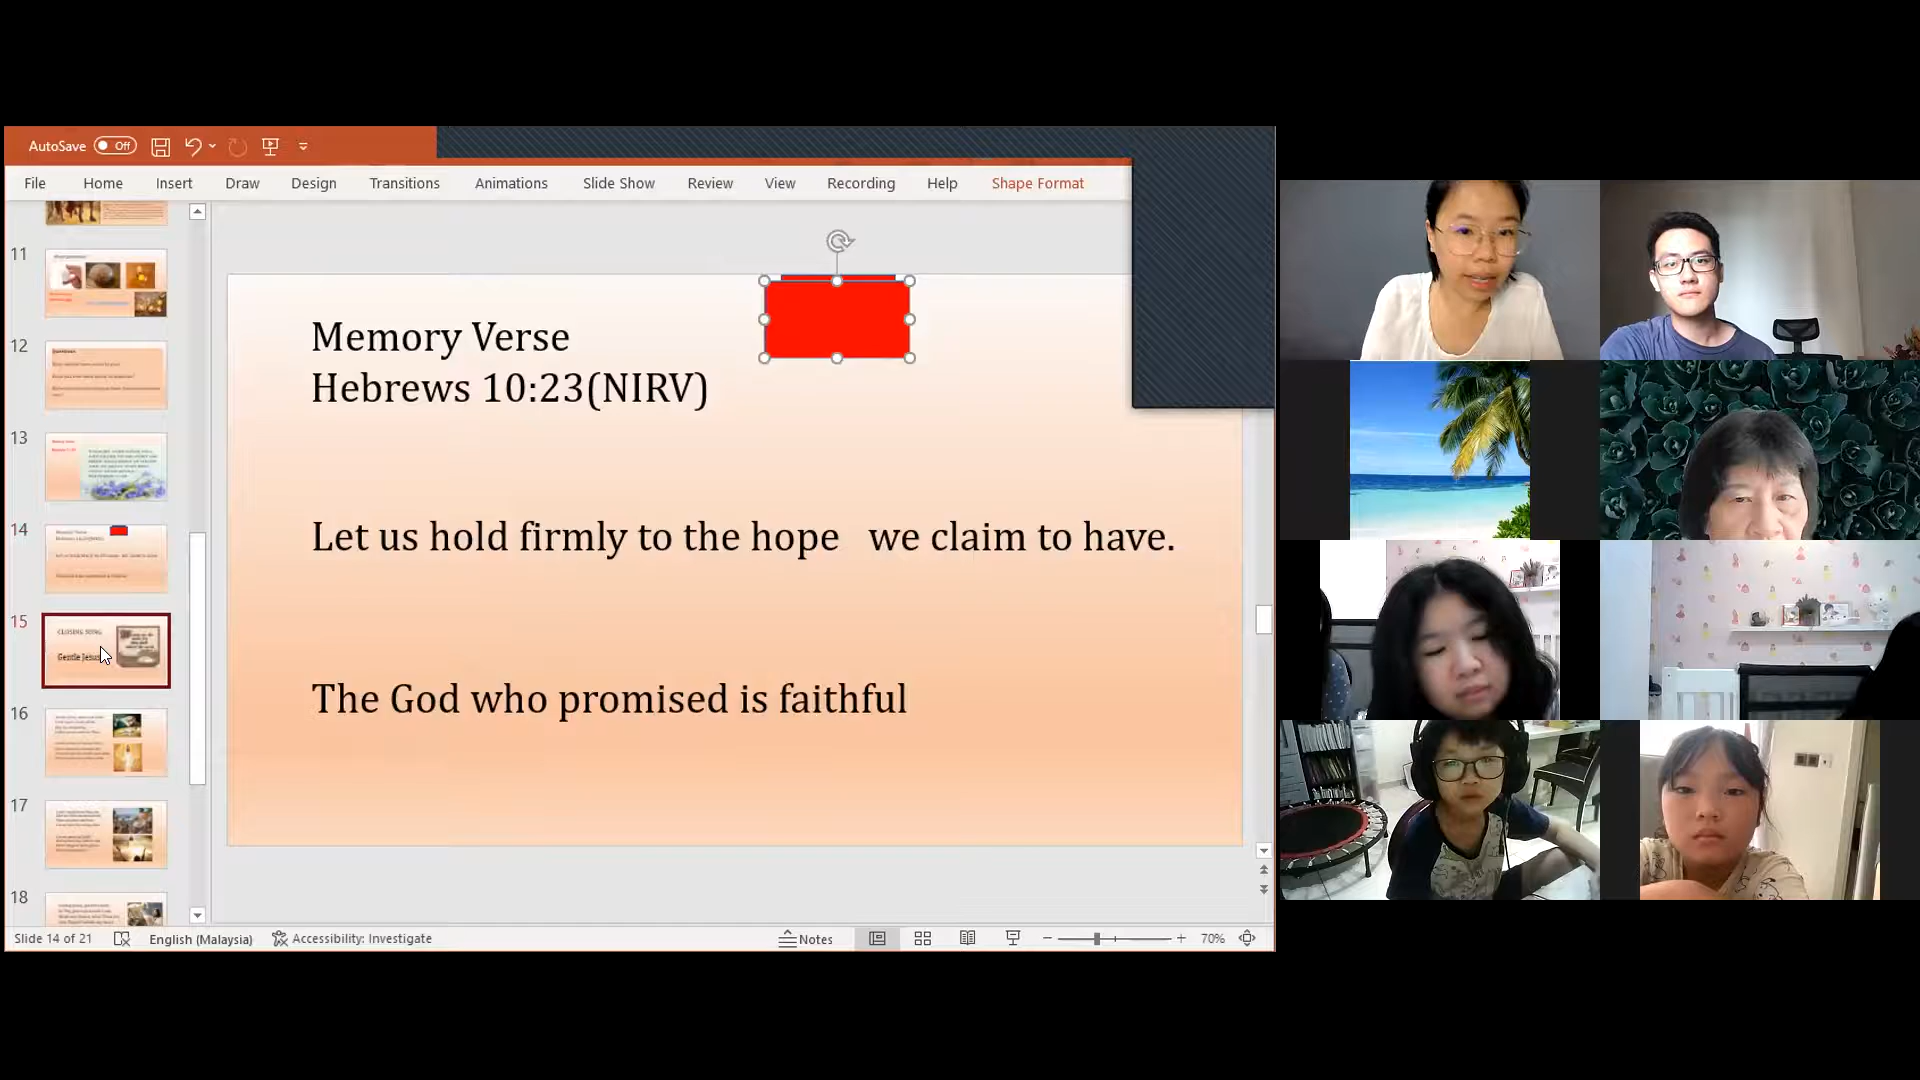 AutoSave Off
File Home Insert Draw Design Transitions Animations Slide Show Review View Recording Help Shape Format
11
12
13
14
15
16
17
18
CLOSING SONG
Gentle Jesus
Memory Verse
Hebrews 10:23(NIRV)
Let us hold firmly to the hope we claim to have.
The God who promised is faithful
Slide 14 of 21 English (Malaysia) Accessibility: Investigate Notes 70%